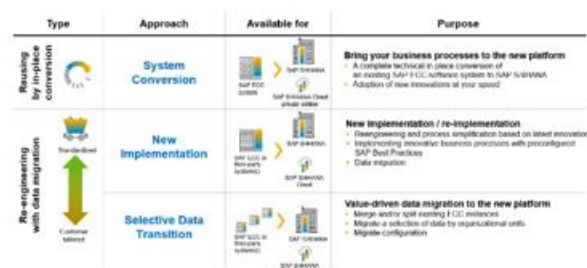 Type
Approach
Available for
Purpose
Rausing
by in-place
conversion
System
Conversion
SAP ECC
system
SAP S/4HANA
SAP S/4HANA Cloud
private edition
Bring your business processes to the new platform
• A complete technical in place conversion of
an existing SAP ECC software system to SAP S/4HANA
• Adoption of new innovations at your speed
Re-engineering
with data migration
Standardized
Customer
tailored
New
Implementation
SAP ECC or
third-party
system(s)
SAP S/4HANA
SAP S/4HANA
Cloud
New implementation / re-implementation
• Reengineering and process simplification based on latest innovation
• Implementing innovative business processes with preconfigured
SAP Best Practices
• Data migration
Selective Data
Transition
SAP ECC or
third-party
systems
SAP S/4HANA
SAP S/4HANA
Value-driven data migration to the new platform
• Merge and/or split existing ECC instances
• Migrate a selection of data by organizational units
• Migrate configuration